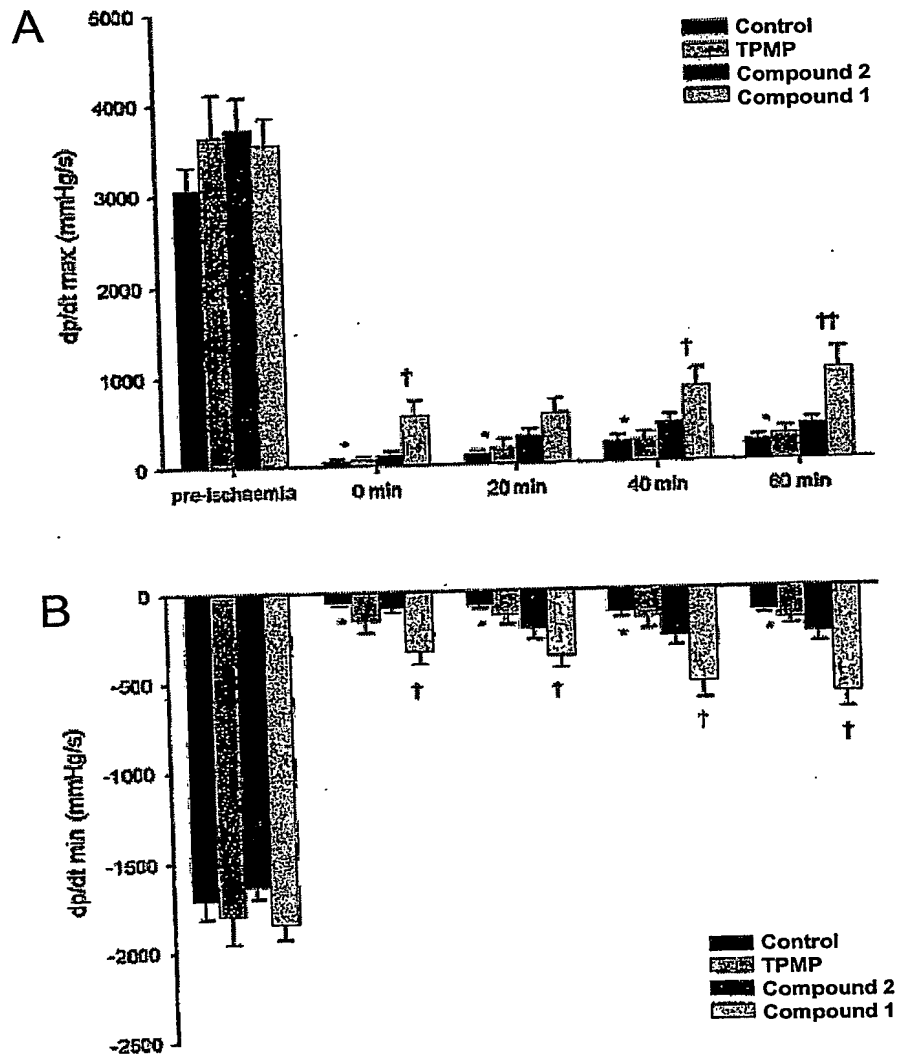 A
5000
4000
3000
2000
1000
0
dp/dt max (mmHg/s)
Control
TPMP
Compound 2
Compound 1
†
†
††
*
*
*
*
pre-ischaemia
0 min
20 min
40 min
60 min
B
0
-500
-1000
-1500
-2000
-2500
dp/dt min (mmHg/s)
*
*
*
*
†
†
†
†
Control
TPMP
Compound 2
Compound 1